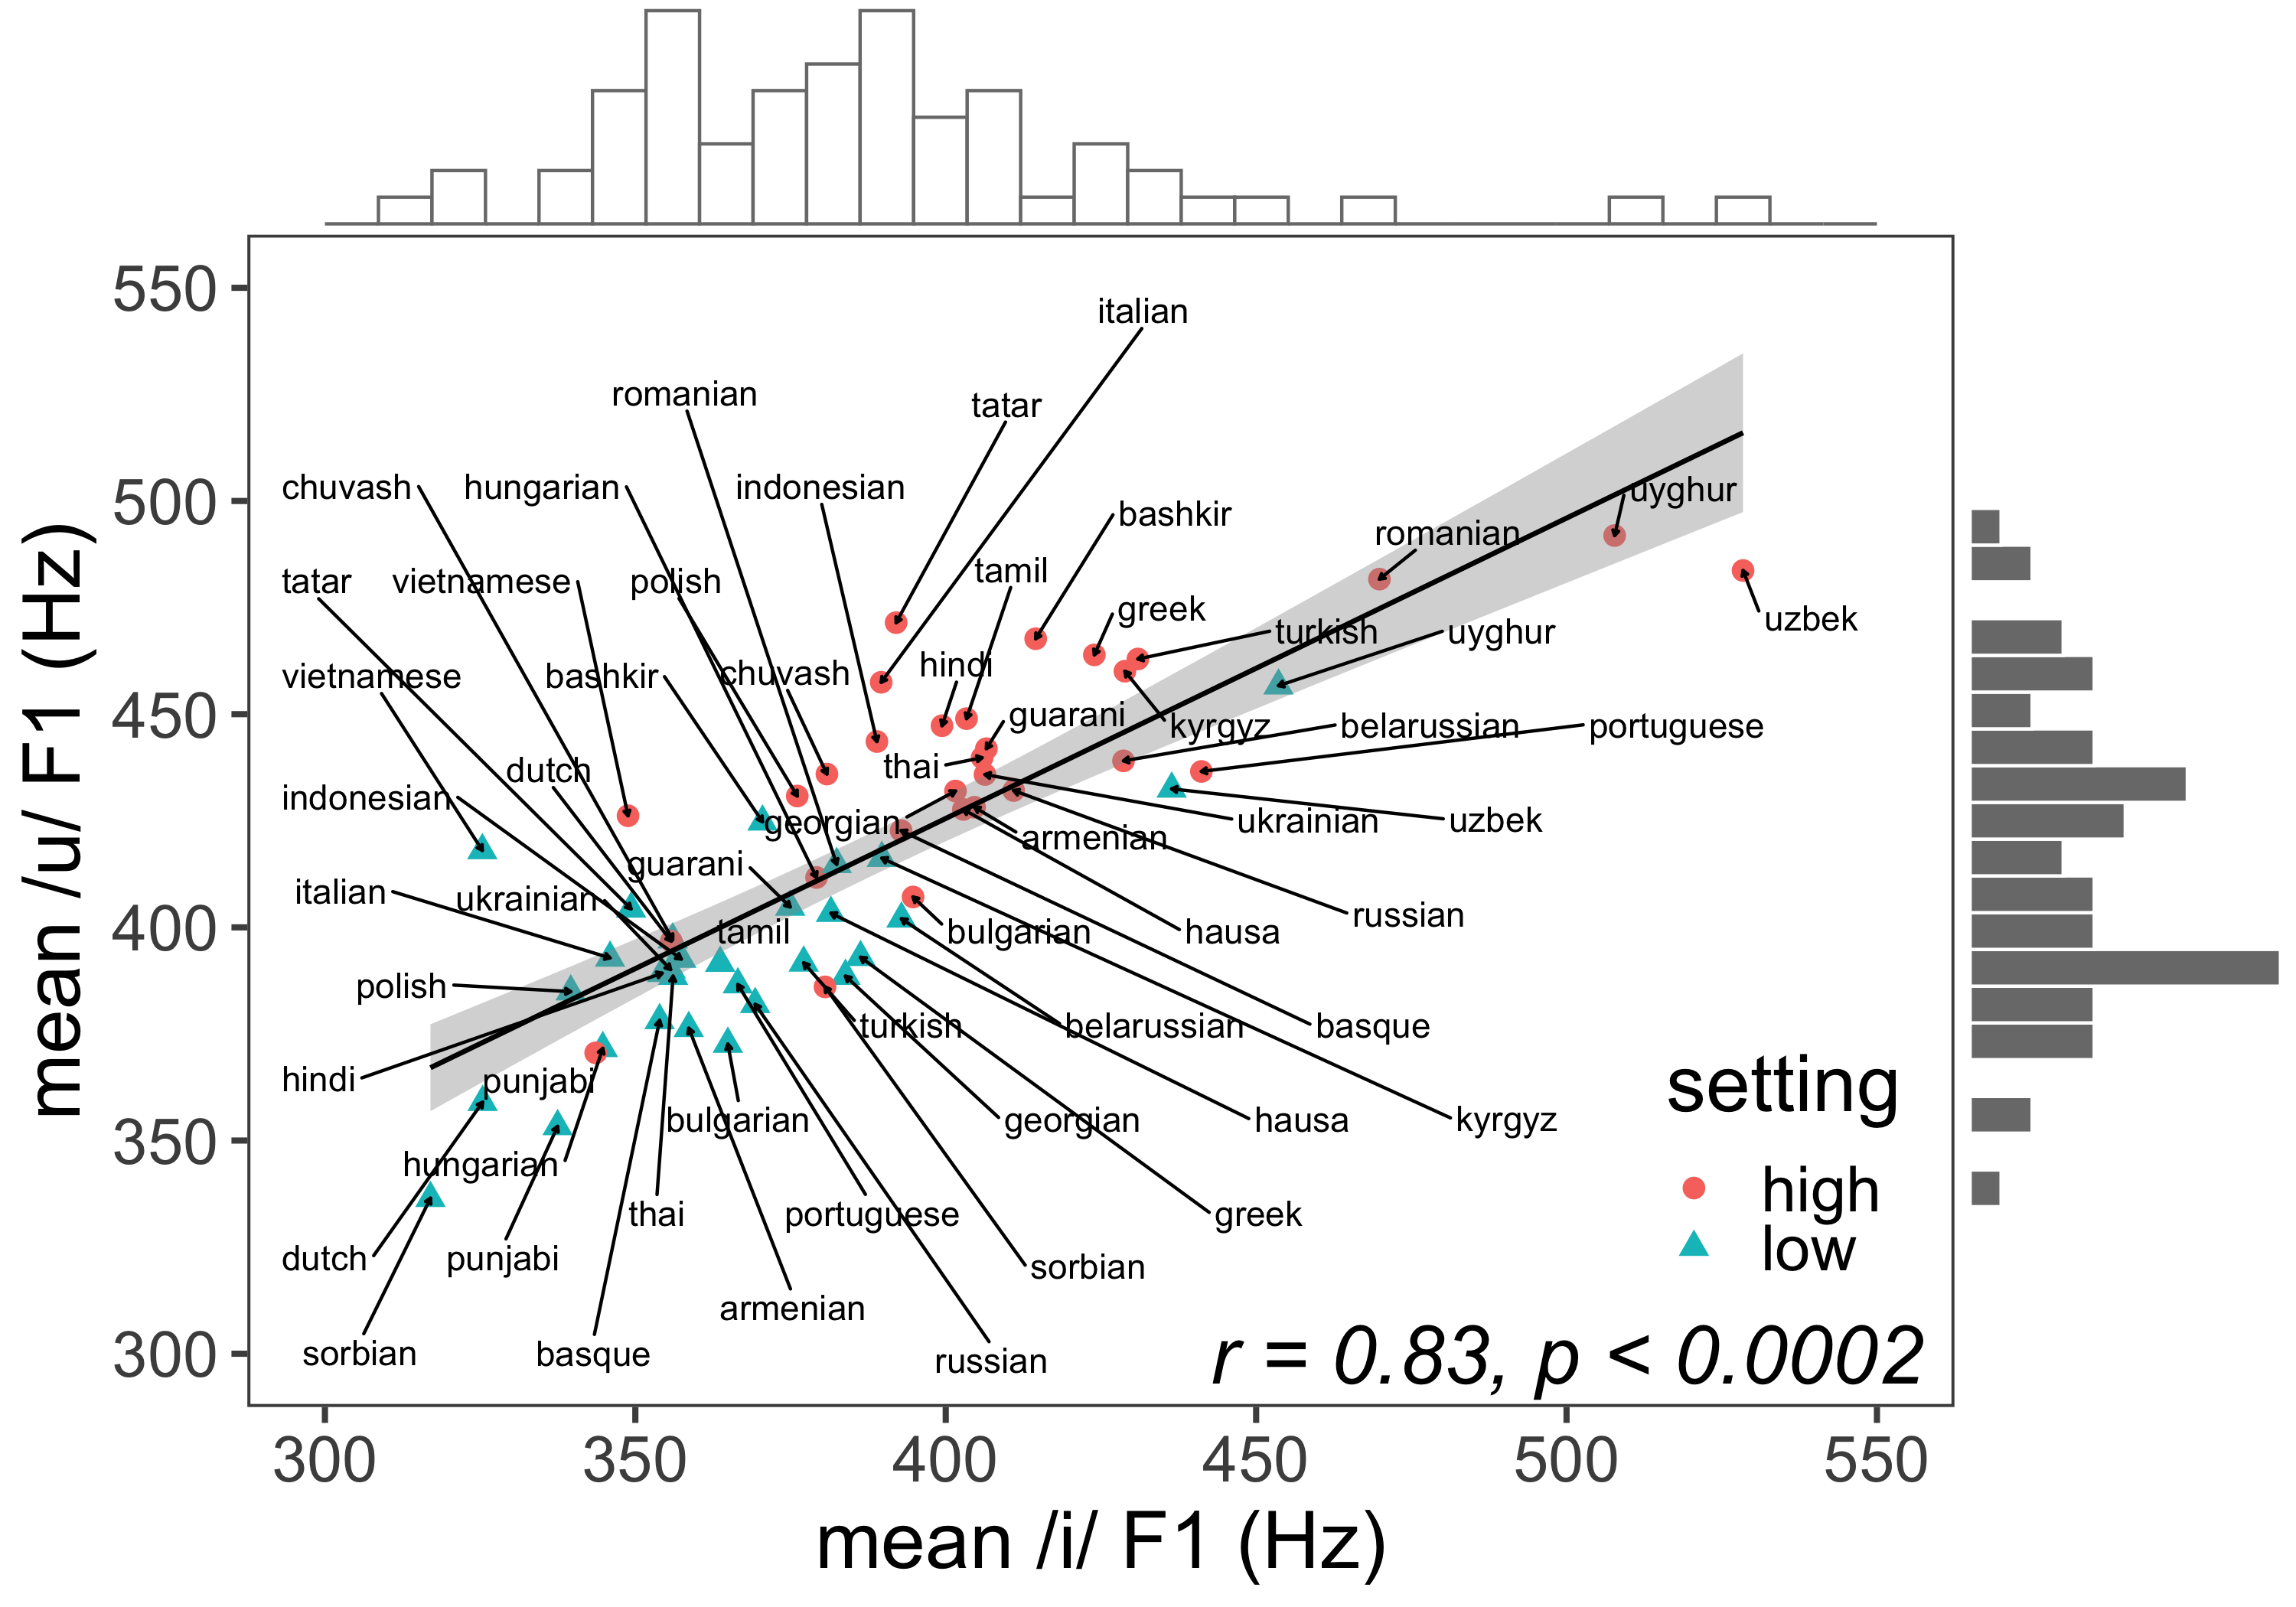 550
italian
romanian
tatar
500
chuvash
hungarian
indonesian
uyghur
bashkir
romanian
tatar
vietnamese
polish
tamil
greek
uzbek
turkish
uyghur
vietnamese
bashkir
chuvash
hindi
450
guarani
kyrgyz
belarussian
portuguese
thai
dutch
indonesian
georgian
armenian
ukrainian
uzbek
guarani
italian
ukrainian
russian
400
tamil
bulgarian
hausa
polish
turkish
belarussian
basque
hindi
punjabi
350
bulgarian
georgian
hausa
kyrgyz
hungarian
thai
portuguese
greek
dutch
punjabi
sorbian
armenian
300
sorbian
basque
russian
setting
high
low
r = 0.83, p < 0.0002
300
350
400
450
500
550
mean /i/ F1 (Hz)
mean /u/ F1 (Hz)